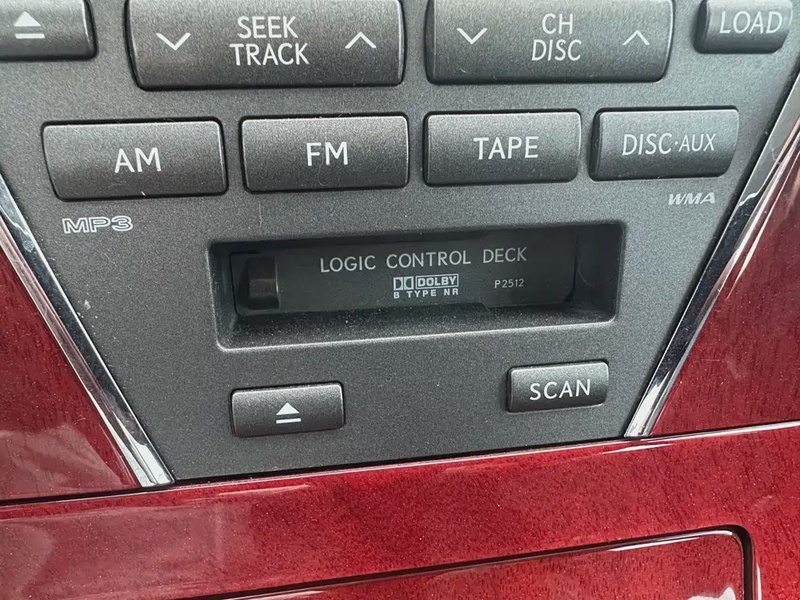 SEEK
TRACK
CH
DISC
LOAD
AM
FM
TAPE
DISC·AUX
MP3
WMA
LOGIC CONTROL DECK
DOLBY
B TYPE NR
P2512
SCAN